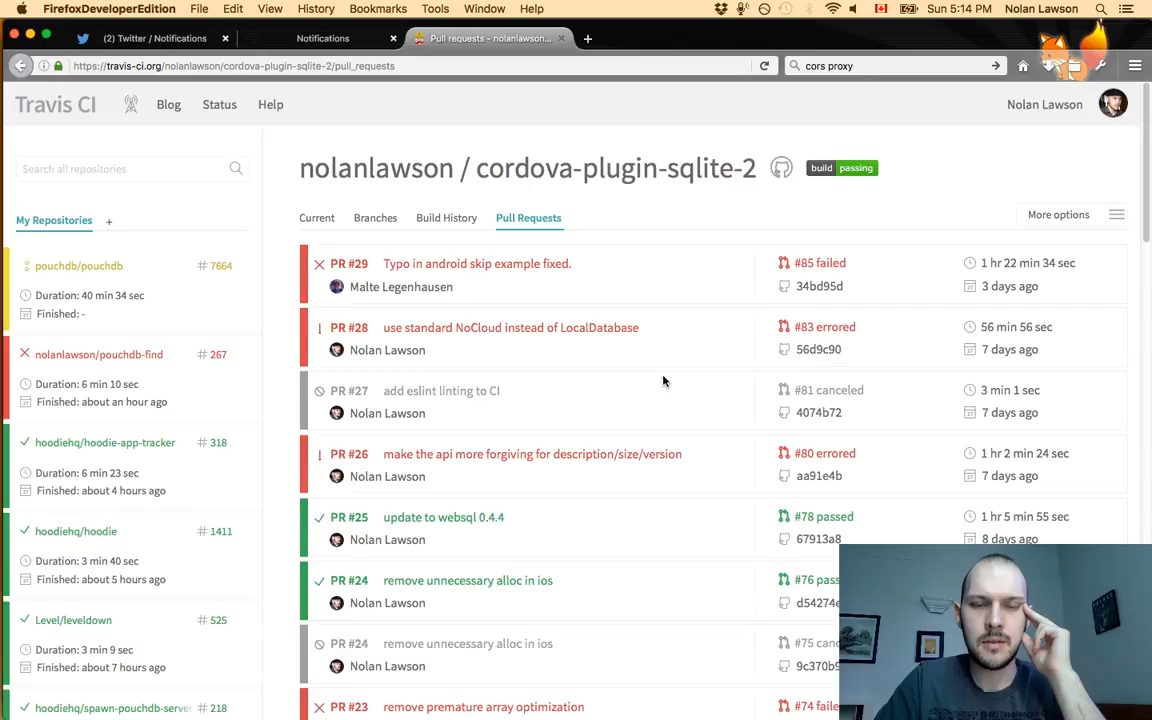 FirefoxDeveloperEdition File Edit View History Bookmarks Tools Window Help Sun 5:14 PM Nolan Lawson
(2) Twitter / Notifications × Notifications × Pull requests - nolanlawson... × +
https://travis-ci.org/nolanlawson/cordova-plugin-sqlite-2/pull_requests cors proxy
Travis CI Blog Status Help Nolan Lawson
Search all repositories
My Repositories +
pouchdb/pouchdb # 7664
Duration: 40 min 34 sec
Finished: -
nolanlawson/pouchdb-find # 267
Duration: 6 min 10 sec
Finished: about an hour ago
hoodiehq/hoodie-app-tracker # 318
Duration: 6 min 23 sec
Finished: about 4 hours ago
hoodiehq/hoodie # 1411
Duration: 3 min 40 sec
Finished: about 5 hours ago
Level/leveldown # 525
Duration: 3 min 9 sec
Finished: about 7 hours ago
hoodiehq/spawn-pouchdb-server # 218
nolanlawson / cordova-plugin-sqlite-2 build passing
Current Branches Build History Pull Requests More options
PR #29 Typo in android skip example fixed. #85 failed 1 hr 22 min 34 sec
Malte Legenhausen 34bd95d 3 days ago
PR #28 use standard NoCloud instead of LocalDatabase #83 errored 56 min 56 sec
Nolan Lawson 56d9c90 7 days ago
PR #27 add eslint linting to CI #81 canceled 3 min 1 sec
Nolan Lawson 4074b72 7 days ago
PR #26 make the api more forgiving for description/size/version #80 errored 1 hr 2 min 24 sec
Nolan Lawson aa91e4b 7 days ago
PR #25 update to websql 0.4.4 #78 passed 1 hr 5 min 55 sec
Nolan Lawson 67913a8 8 days ago
PR #24 remove unnecessary alloc in ios #76 pass
Nolan Lawson d54274e
PR #24 remove unnecessary alloc in ios #75 canc
Nolan Lawson 9c370b9
PR #23 remove premature array optimization #74 faile